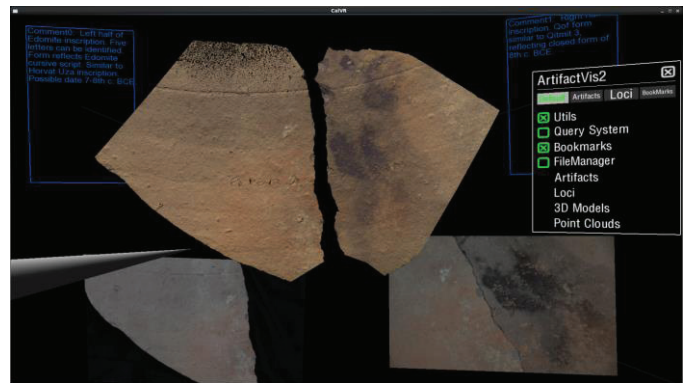 CalVR
Comment0: Left half of
Edomite inscription. Five
letters can be identified.
Form reflects Edomite
cursive script. Similar to
Horvat Uza inscription
Possible date 7-6th c. BCE
Comment1: Right
inscription. Qof form
similar to Qitmit 3,
reflecting closed form of
6th c. BCE.
ArtifactVis2
Default Artifacts Loci BookMarks
Utils
Query System
Bookmarks
FileManager
Artifacts
Loci
3D Models
Point Clouds